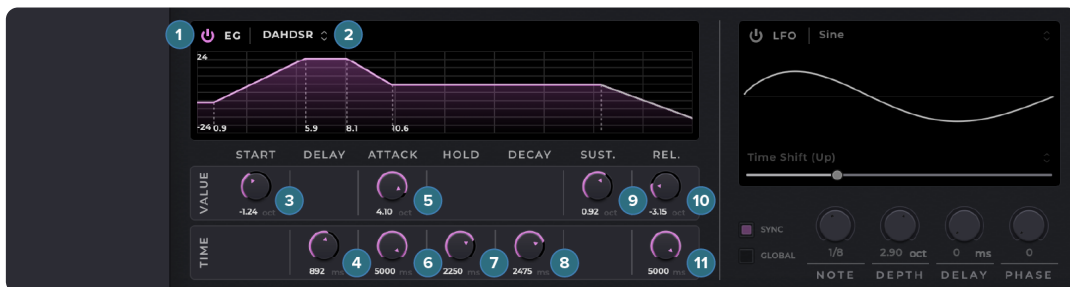 1 EG DAHDSR 2
24
-24 0.9 5.9 8.1 10.6
START DELAY ATTACK HOLD DECAY SUST. REL.
VALUE
3 5 9 10
-1.24 oct 4.10 oct 0.92 oct -3.15 oct
TIME
4 6 7 8 11
892 ms 5000 ms 2250 ms 2475 ms 5000 ms
LFO Sine
Time Shift (Up)
SYNC
GLOBAL
1/8 2.90 oct 0 ms 0
NOTE DEPTH DELAY PHASE